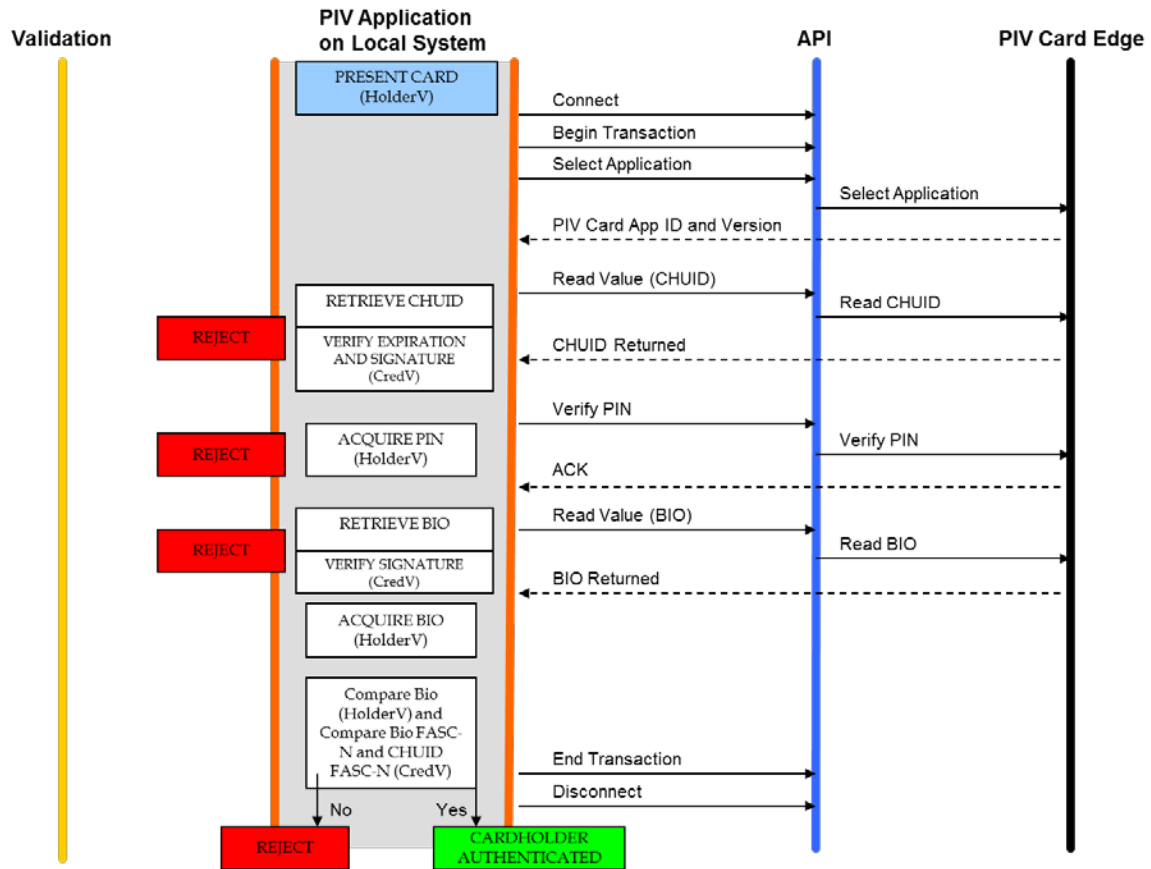 Validation
PIV Application
on Local System
API
PIV Card Edge
PRESENT CARD
(HolderV)
Connect
Begin Transaction
Select Application
Select Application
PIV Card App ID and Version
Read Value (CHUID)
RETRIEVE CHUID
Read CHUID
REJECT
VERIFY EXPIRATION
AND SIGNATURE
(CredV)
CHUID Returned
Verify PIN
REJECT
ACQUIRE PIN
(HolderV)
Verify PIN
ACK
Read Value (BIO)
RETRIEVE BIO
REJECT
Read BIO
VERIFY SIGNATURE
(CredV)
BIO Returned
ACQUIRE BIO
(HolderV)
Compare Bio
(HolderV) and
Compare Bio FASC-
N and CHUID
FASC-N (CredV)
End Transaction
Disconnect
No
Yes
REJECT
CARDHOLDER
AUTHENTICATED